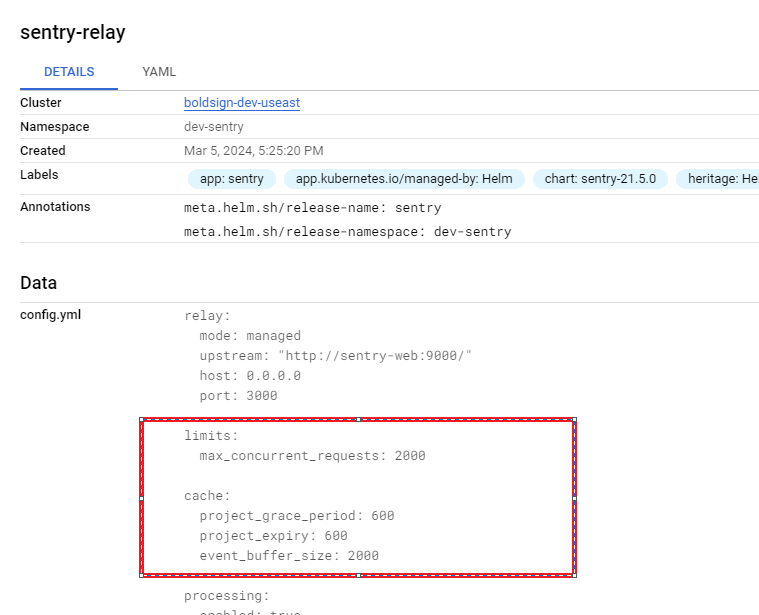 sentry-relay
DETAILS YAML
Cluster boldsign-dev-useast
Namespace dev-sentry
Created Mar 5, 2024, 5:25:20 PM
Labels app: sentry app.kubernetes.io/managed-by: Helm chart: sentry-21.5.0 heritage: He
Annotations meta.helm.sh/release-name: sentry
meta.helm.sh/release-namespace: dev-sentry
Data
config.yml relay:
mode: managed
upstream: "http://sentry-web:9000/"
host: 0.0.0.0
port: 3000
limits:
max_concurrent_requests: 2000
cache:
project_grace_period: 600
project_expiry: 600
event_buffer_size: 2000
processing:
enabled: true